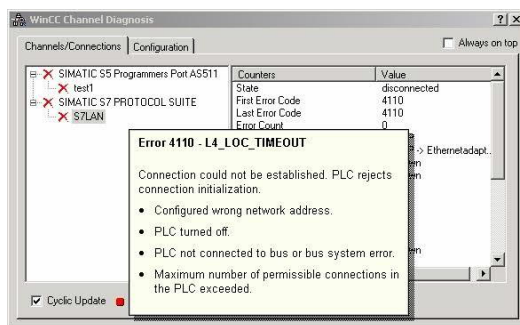 WinCC Channel Diagnosis
Channels/Connections Configuration Always on top
SIMATIC S5 Programmers Port AS511
test1
SIMATIC S7 PROTOCOL SUITE
S7LAN
Counters Value
State disconnected
First Error Code 4110
Last Error Code 4110
Error Count 0
-> Ethernetadapt..
Error 4110 - L4_LOC_TIMEOUT
Connection could not be established. PLC rejects
connection initialization.
• Configured wrong network address.
• PLC turned off.
• PLC not connected to bus or bus system error.
• Maximum number of permissible connections in
the PLC exceeded.
Cyclic Update